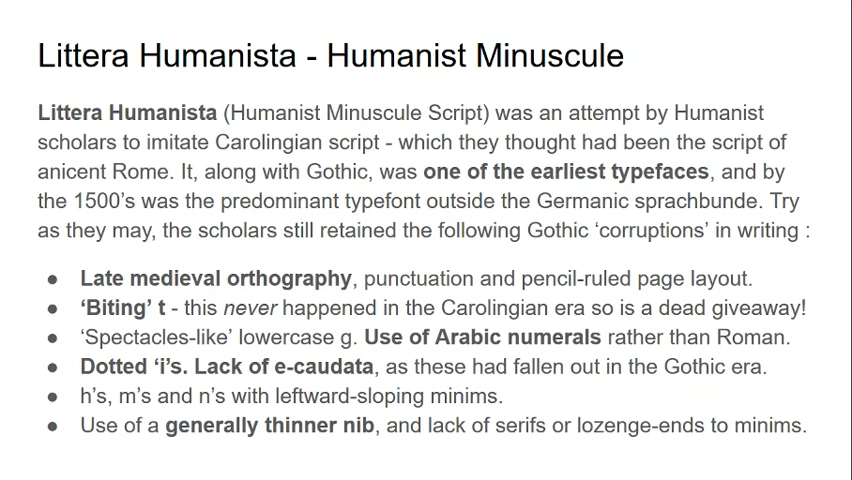 Littera Humanista - Humanist Minuscule
Littera Humanista (Humanist Minuscule Script) was an attempt by Humanist
scholars to imitate Carolingian script - which they thought had been the script of
anicent Rome. It, along with Gothic, was one of the earliest typefaces, and by
the 1500's was the predominant typefont outside the Germanic sprachbunde. Try
as they may, the scholars still retained the following Gothic ‘corruptions’ in writing :
● Late medieval orthography, punctuation and pencil-ruled page layout.
● ‘Biting’ t - this never happened in the Carolingian era so is a dead giveaway!
● ‘Spectacles-like’ lowercase g. Use of Arabic numerals rather than Roman.
● Dotted ‘i’s. Lack of e-caudata, as these had fallen out in the Gothic era.
● h’s, m’s and n’s with leftward-sloping minims.
● Use of a generally thinner nib, and lack of serifs or lozenge-ends to minims.